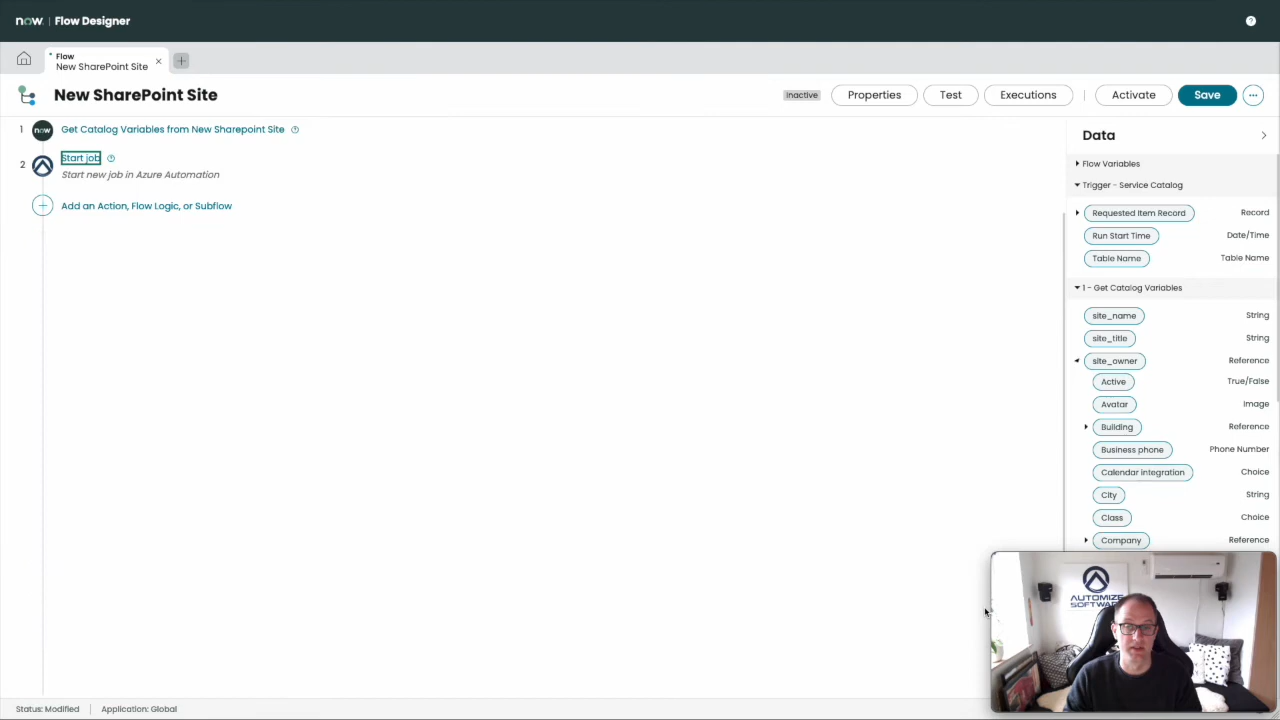 now. | Flow Designer
?
Flow
New SharePoint Site
New SharePoint Site
Inactive
Properties
Test
Executions
Activate
Save
1
now
Get Catalog Variables from New Sharepoint Site
2
Start job
Start new job in Azure Automation
Add an Action, Flow Logic, or Subflow
Data
Flow Variables
Trigger - Service Catalog
Requested Item Record Record
Run Start Time Date/Time
Table Name Table Name
1 - Get Catalog Variables
site_name String
site_title String
site_owner Reference
Active True/False
Avatar Image
Building Reference
Business phone Phone Number
Calendar integration Choice
City String
Class Choice
Company Reference
AUTOMIZE
SOFTWARE
Status: Modified | Application: Global